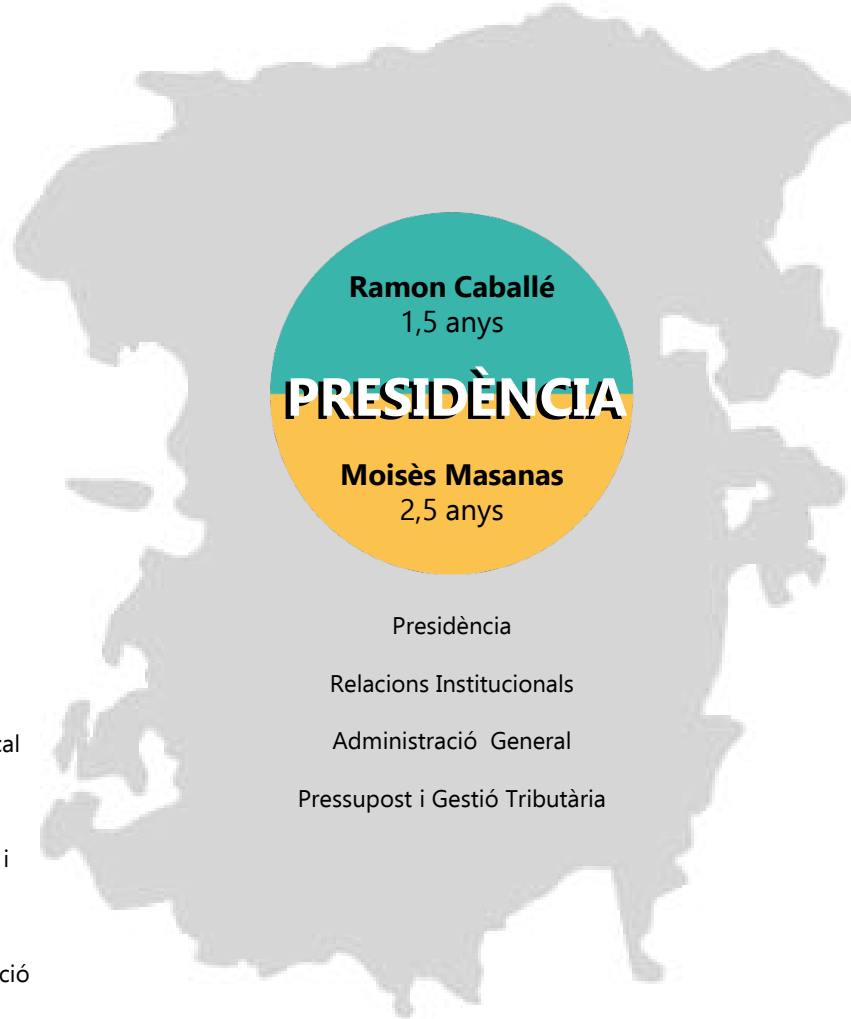 Ramon Caballé
1,5 anys
PRESIDÈNCIA
Moisès Masanas
2,5 anys
Presidència
Relacions Institucionals
Administració General
Pressupost i Gestió Tributària
i